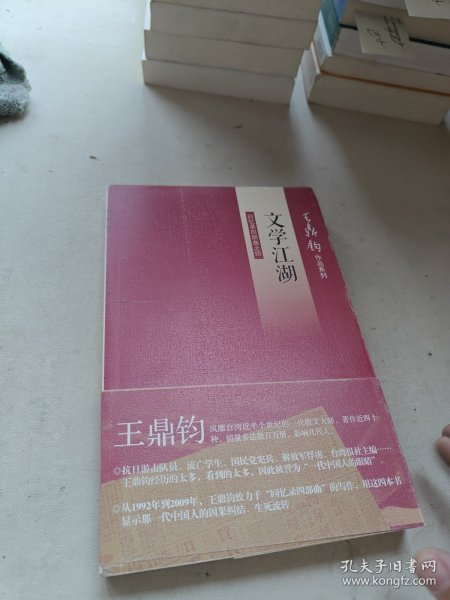 王鼎钧 作品系列
文学江湖
回忆录四部曲之四
王鼎钧
风靡台湾近半个世纪的一代散文大师，著作近四十
种，销量多达数百万册，影响几代人。
◎抗日游击队员、流亡学生、国民党宪兵、解放军俘虏、台湾报社主编……
王鼎钧经历的太多、看到的太多，因此被誉为“一代中国人的眼睛”。
◎从1992年到2009年，王鼎钧致力于“回忆录四部曲”的写作，用这四本书
显示那一代中国人的因果纠结、生死流转。
孔夫子旧书网
www.kongfz.com